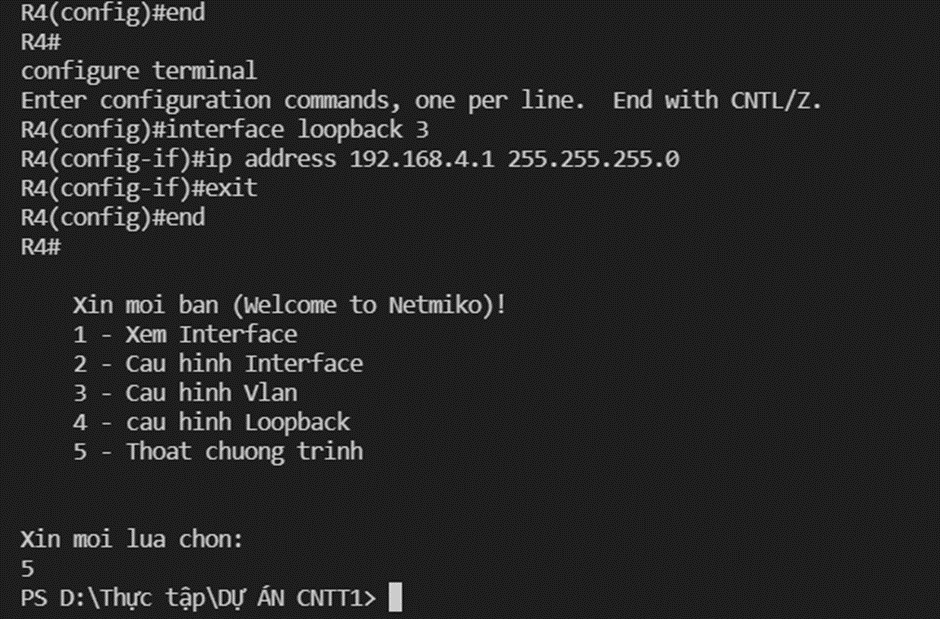 R4(config)#end
R4#
configure terminal
Enter configuration commands, one per line.  End with CNTL/Z.
R4(config)#interface loopback 3
R4(config-if)#ip address 192.168.4.1 255.255.255.0
R4(config-if)#exit
R4(config)#end
R4#
Xin moi ban (Welcome to Netmiko)!
1 - Xem Interface
2 - Cau hinh Interface
3 - Cau hinh Vlan
4 - cau hinh Loopback
5 - Thoat chuong trinh
Xin moi lua chon:
5
PS D:\Thực tập\DỰ ÁN CNTT1>